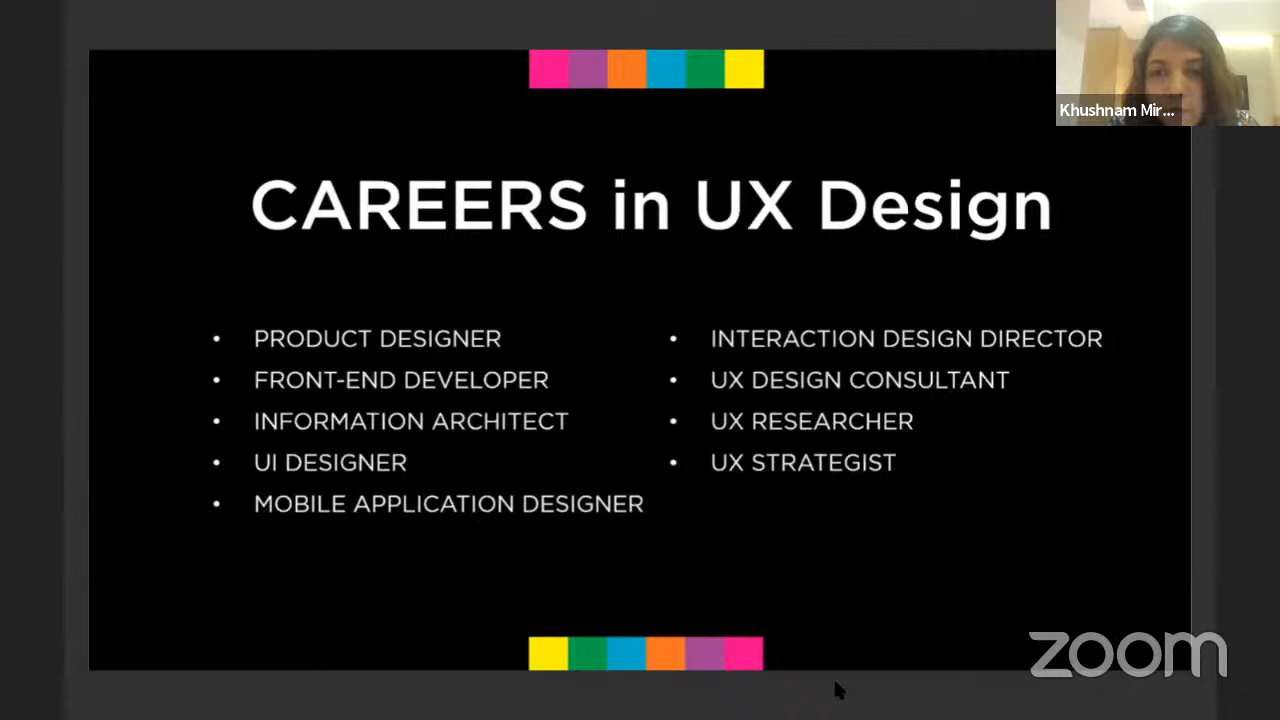 Khushnam Mir...
CAREERS in UX Design
• PRODUCT DESIGNER
• FRONT-END DEVELOPER
• INFORMATION ARCHITECT
• UI DESIGNER
• MOBILE APPLICATION DESIGNER
• INTERACTION DESIGN DIRECTOR
• UX DESIGN CONSULTANT
• UX RESEARCHER
• UX STRATEGIST
zoom